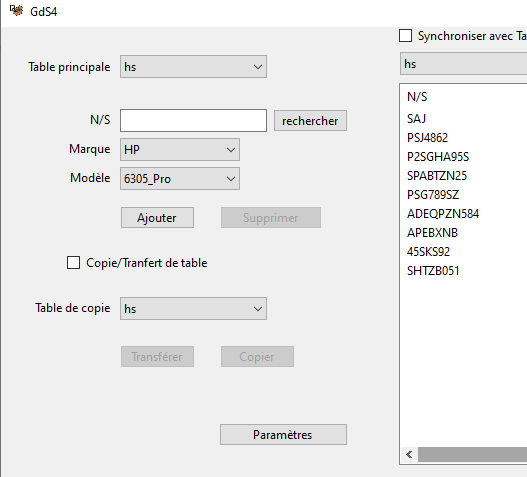 GdS4
Synchroniser avec Ta
Table principale hs
hs
N/S rechercher
Marque HP
Modèle 6305_Pro
Ajouter Supprimer
Copie/Tranfert de table
Table de copie hs
Transférer Copier
Paramètres
N/S
SAJ
PSJ4862
P2SGHA95S
SPABTZN25
PSG789SZ
ADEQPZN584
APEBXNB
45SKS92
SHTZB051